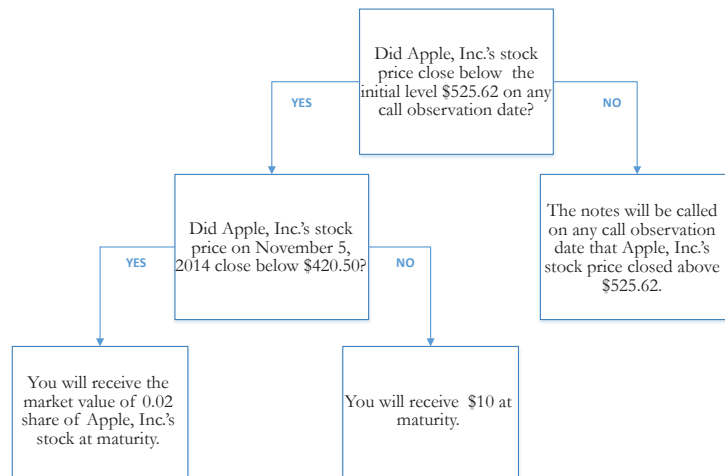 Did Apple, Inc.'s stock
price close below the
initial level $525.62 on any
call observation date?
YES
NO
Did Apple, Inc.'s stock
price on November 5,
2014 close below $420.50?
The notes will be called
on any call observation
date that Apple, Inc.'s
stock price closed above
$525.62.
YES
NO
You will receive the
market value of 0.02
share of Apple, Inc.'s
stock at maturity.
You will receive $10 at
maturity.